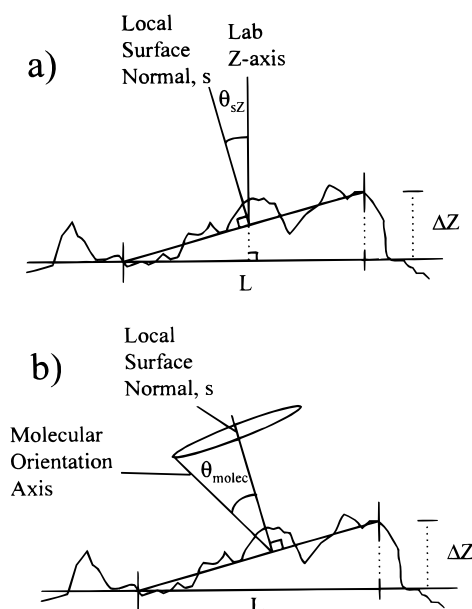 a)
Local
Surface
Normal, s
Lab
Z-axis
θsZ
ΔZ
L
b)
Local
Surface
Normal, s
Molecular
Orientation
Axis
θmolec
ΔZ